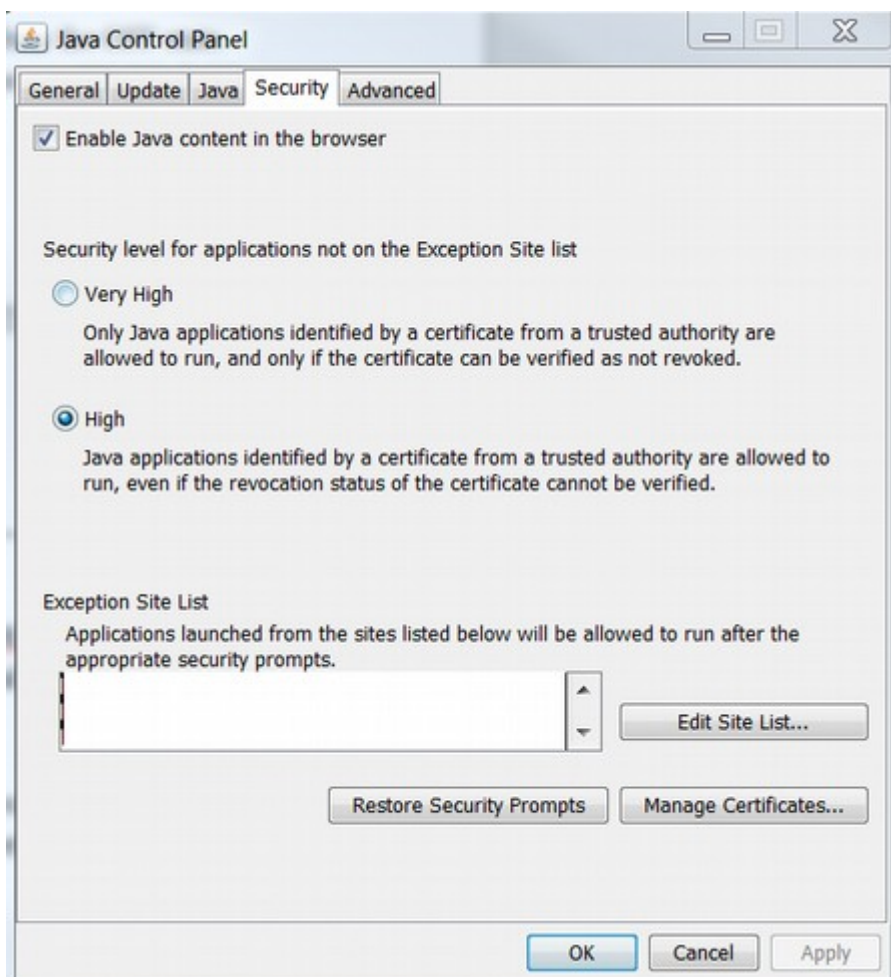 Java Control Panel
General Update Java Security Advanced
Enable Java content in the browser
Security level for applications not on the Exception Site list
Very High
Only Java applications identified by a certificate from a trusted authority are
allowed to run, and only if the certificate can be verified as not revoked.
High
Java applications identified by a certificate from a trusted authority are allowed to
run, even if the revocation status of the certificate cannot be verified.
Exception Site List
Applications launched from the sites listed below will be allowed to run after the
appropriate security prompts.
Edit Site List...
Restore Security Prompts Manage Certificates...
OK Cancel Apply